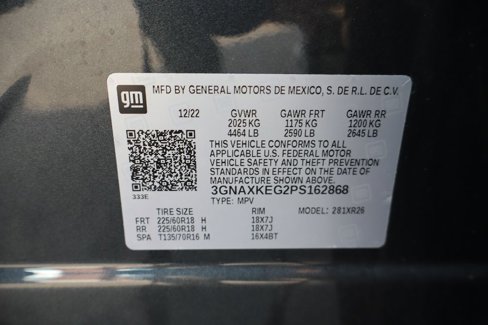 gm
MFD BY GENERAL MOTORS DE MEXICO, S. DE R.L. DE C.V.
12/22 GVWR GAWR FRT GAWR RR
2025 KG 1175 KG 1200 KG
4464 LB 2590 LB 2645 LB
THIS VEHICLE CONFORMS TO ALL
APPLICABLE U.S. FEDERAL MOTOR
VEHICLE SAFETY AND THEFT PREVENTION
STANDARDS IN EFFECT ON THE DATE OF
MANUFACTURE SHOWN ABOVE.
333E 3GNAXKEG2PS162868
TYPE: MPV
TIRE SIZE RIM MODEL: 281XR26
FRT 225/60R18 H 18X7J
RR 225/60R18 H 18X7J
SPA T135/70R16 M 16X4BT